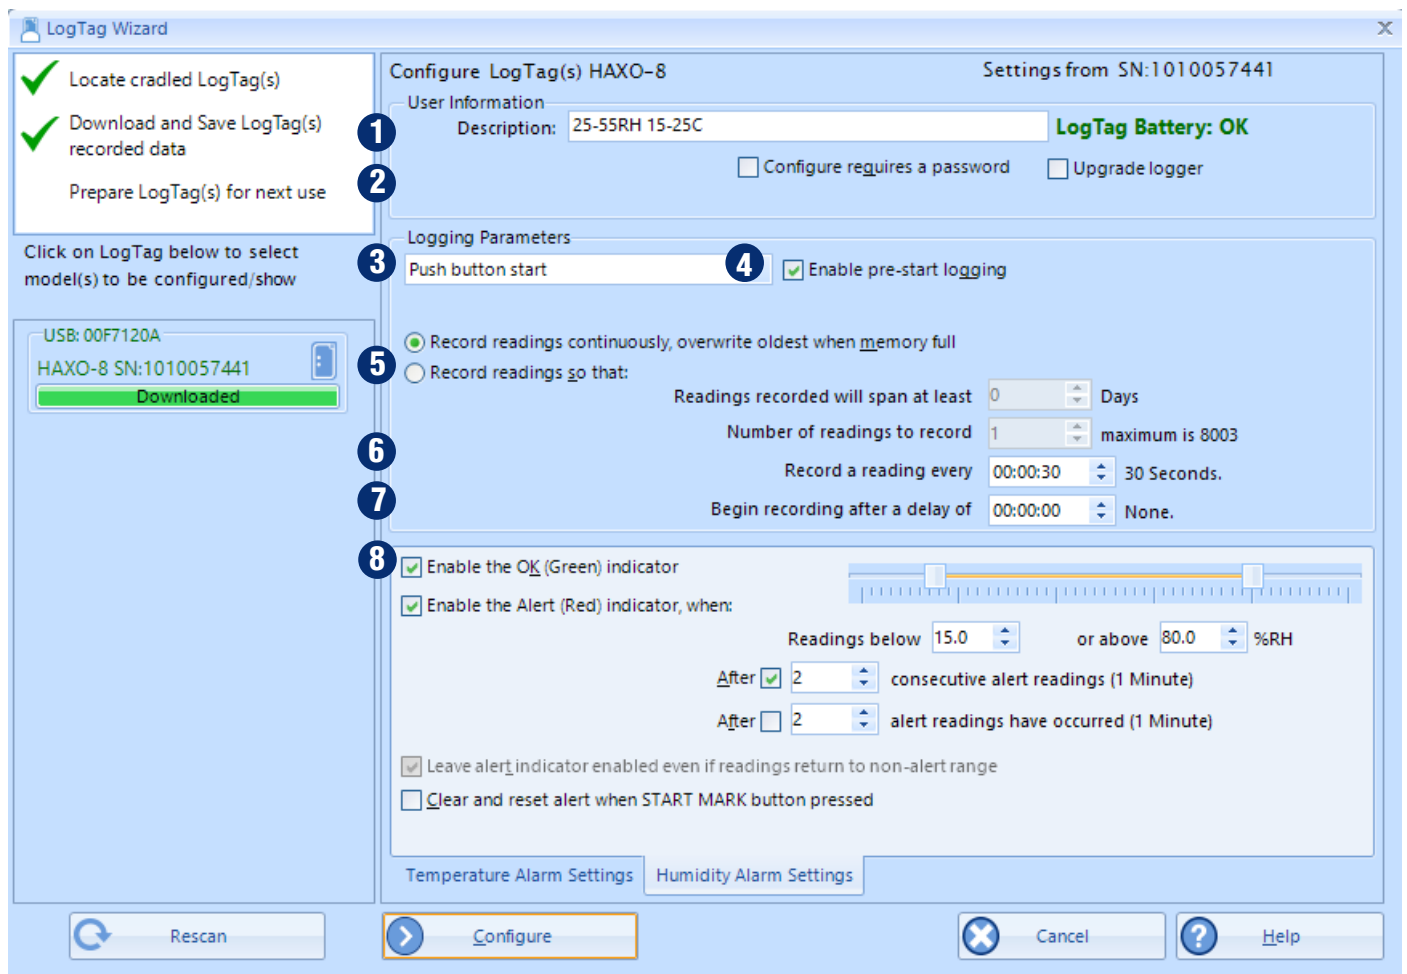 LogTag Wizard
X
Locate cradled LogTag(s)
Download and Save LogTag(s)
recorded data
Prepare LogTag(s) for next use
Click on LogTag below to select
model(s) to be configured/show
USB: 00F7120A
HAXO-8 SN:1010057441
Downloaded
Configure LogTag(s) HAXO-8 Settings from SN:1010057441
User Information
1 Description: 25-55RH 15-25C LogTag Battery: OK
2 Configure requires a password Upgrade logger
Logging Parameters
3 Push button start 4 Enable pre-start logging
Record readings continuously, overwrite oldest when memory full
5 Record readings so that:
Readings recorded will span at least 0 Days
Number of readings to record 1 maximum is 8003
6 Record a reading every 00:00:30 30 Seconds.
7 Begin recording after a delay of 00:00:00 None.
8 Enable the OK (Green) indicator
Enable the Alert (Red) indicator, when:
Readings below 15.0 or above 80.0 %RH
After 2 consecutive alert readings (1 Minute)
After 2 alert readings have occurred (1 Minute)
Leave alert indicator enabled even if readings return to non-alert range
Clear and reset alert when START MARK button pressed
Temperature Alarm Settings Humidity Alarm Settings
Rescan Configure Cancel ? Help